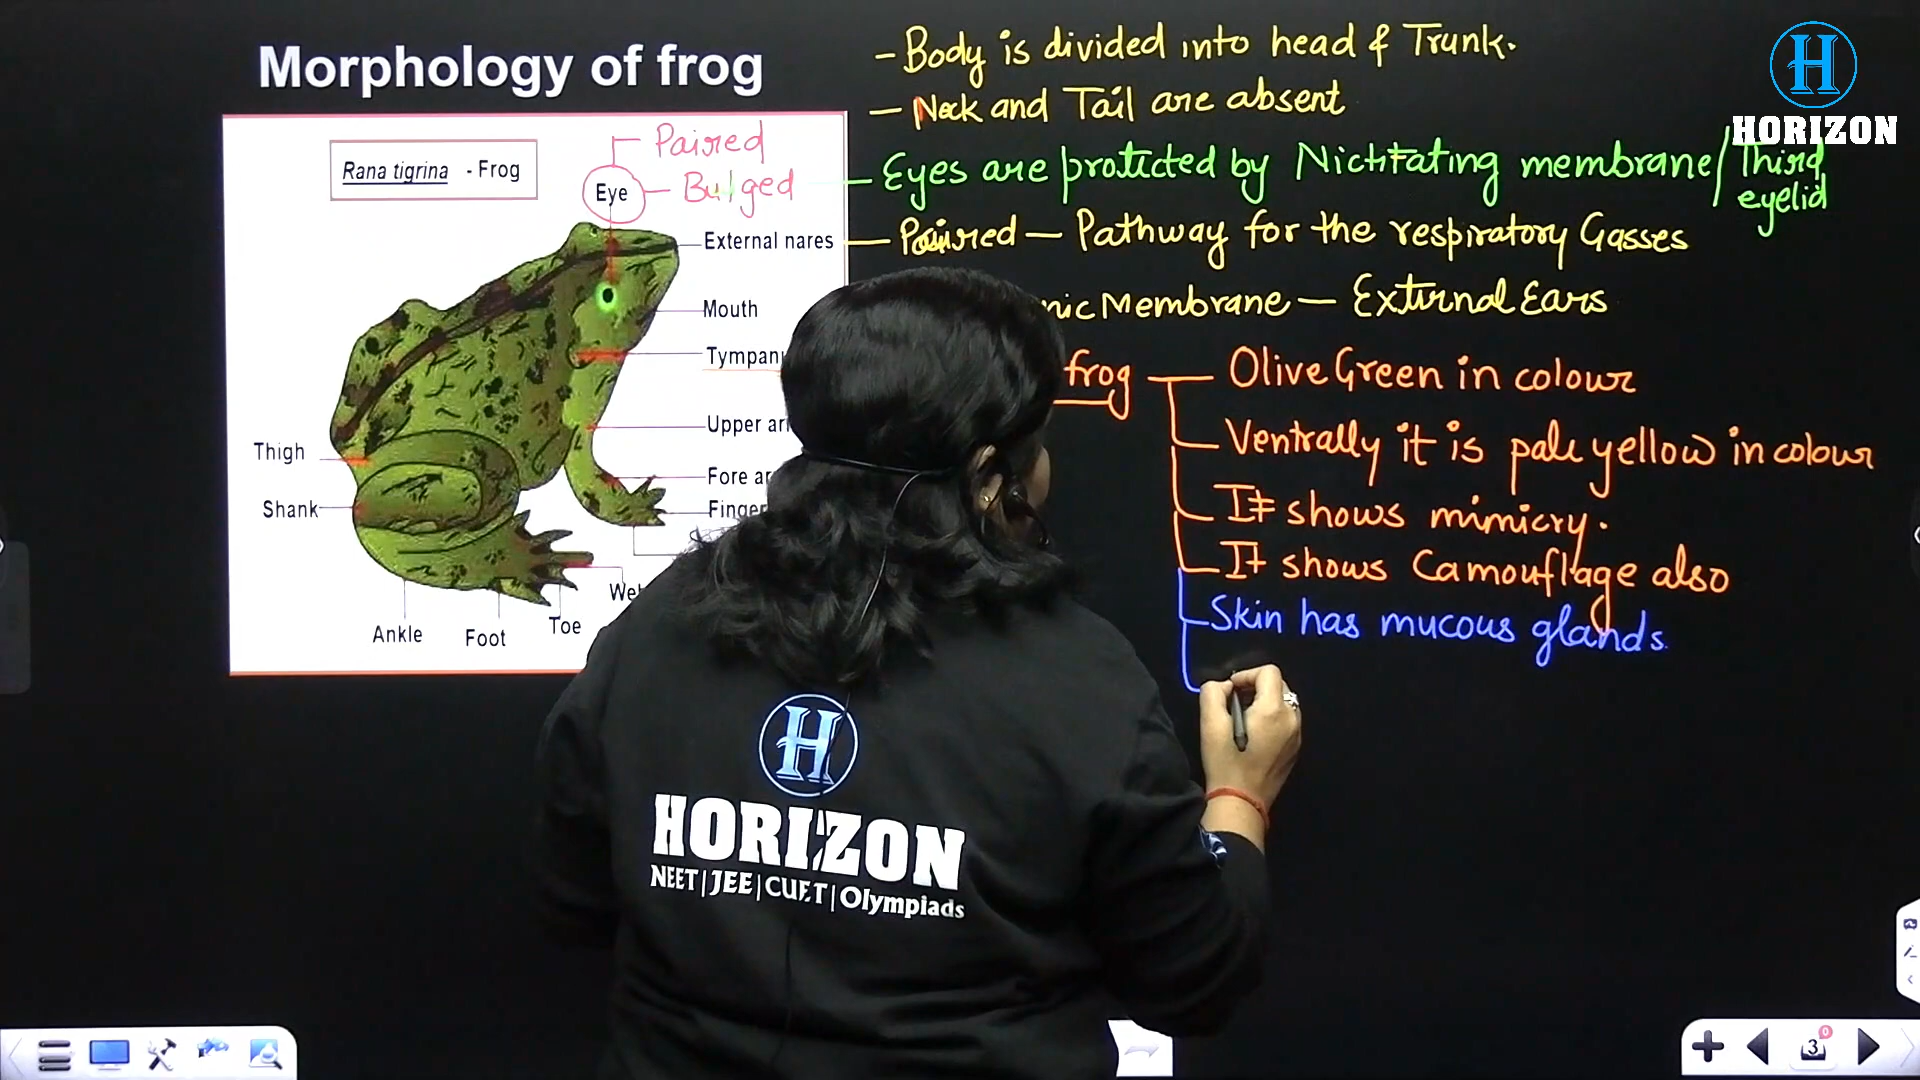 Morphology of frog
- Body is divided into head & Trunk.
- Neck and Tail are absent
HORIZON
Rana tigrina - Frog
Paired
Eye - Bulged
- Eyes are protected by Nictitating membrane/Third eyelid
External nares - Paired - Pathway for the respiratory Gasses
Mouth
nic Membrane - External Ears
Tympan
frog - Olive Green in colour
Upper ar
- Ventrally it is pale yellow in colour
Thigh
Fore ar
Shank
Finger
- It shows mimicry.
- It shows Camouflage also
We
Ankle
Foot
Toe
- Skin has mucous glands.
H
HORIZON
NEET|JEE|CUET|Olympiads
3
0